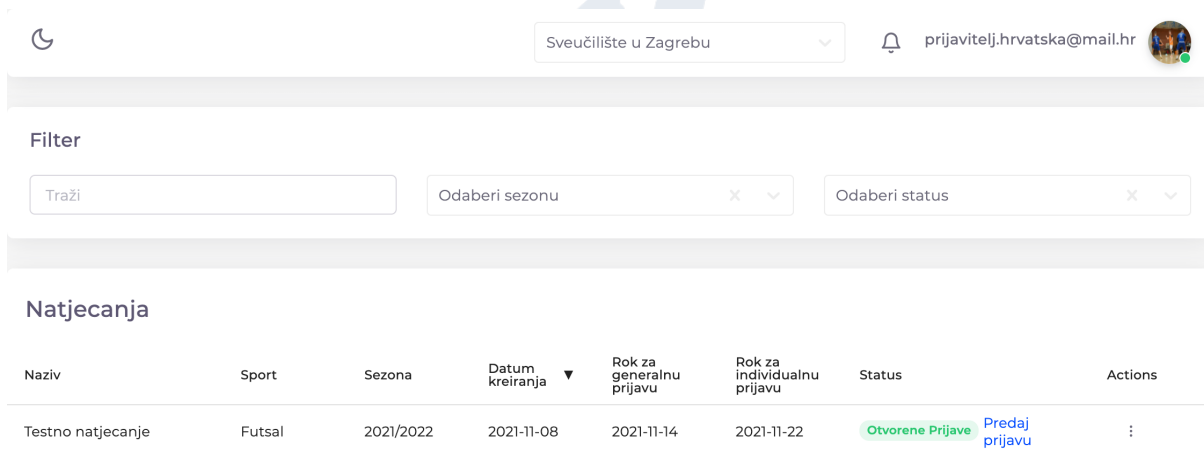 Sveučilište u Zagrebu
prijavitelj.hrvatska@mail.hr
Filter
Traži
Odaberi sezonu
Odaberi status
Natjecanja
Naziv
Sport
Sezona
Datum
kreiranja
Rok za
generalnu
prijavu
Rok za
individualnu
prijavu
Status
Actions
Testno natjecanje
Futsal
2021/2022
2021-11-08
2021-11-14
2021-11-22
Otvorene Prijave
Predaj
prijavu